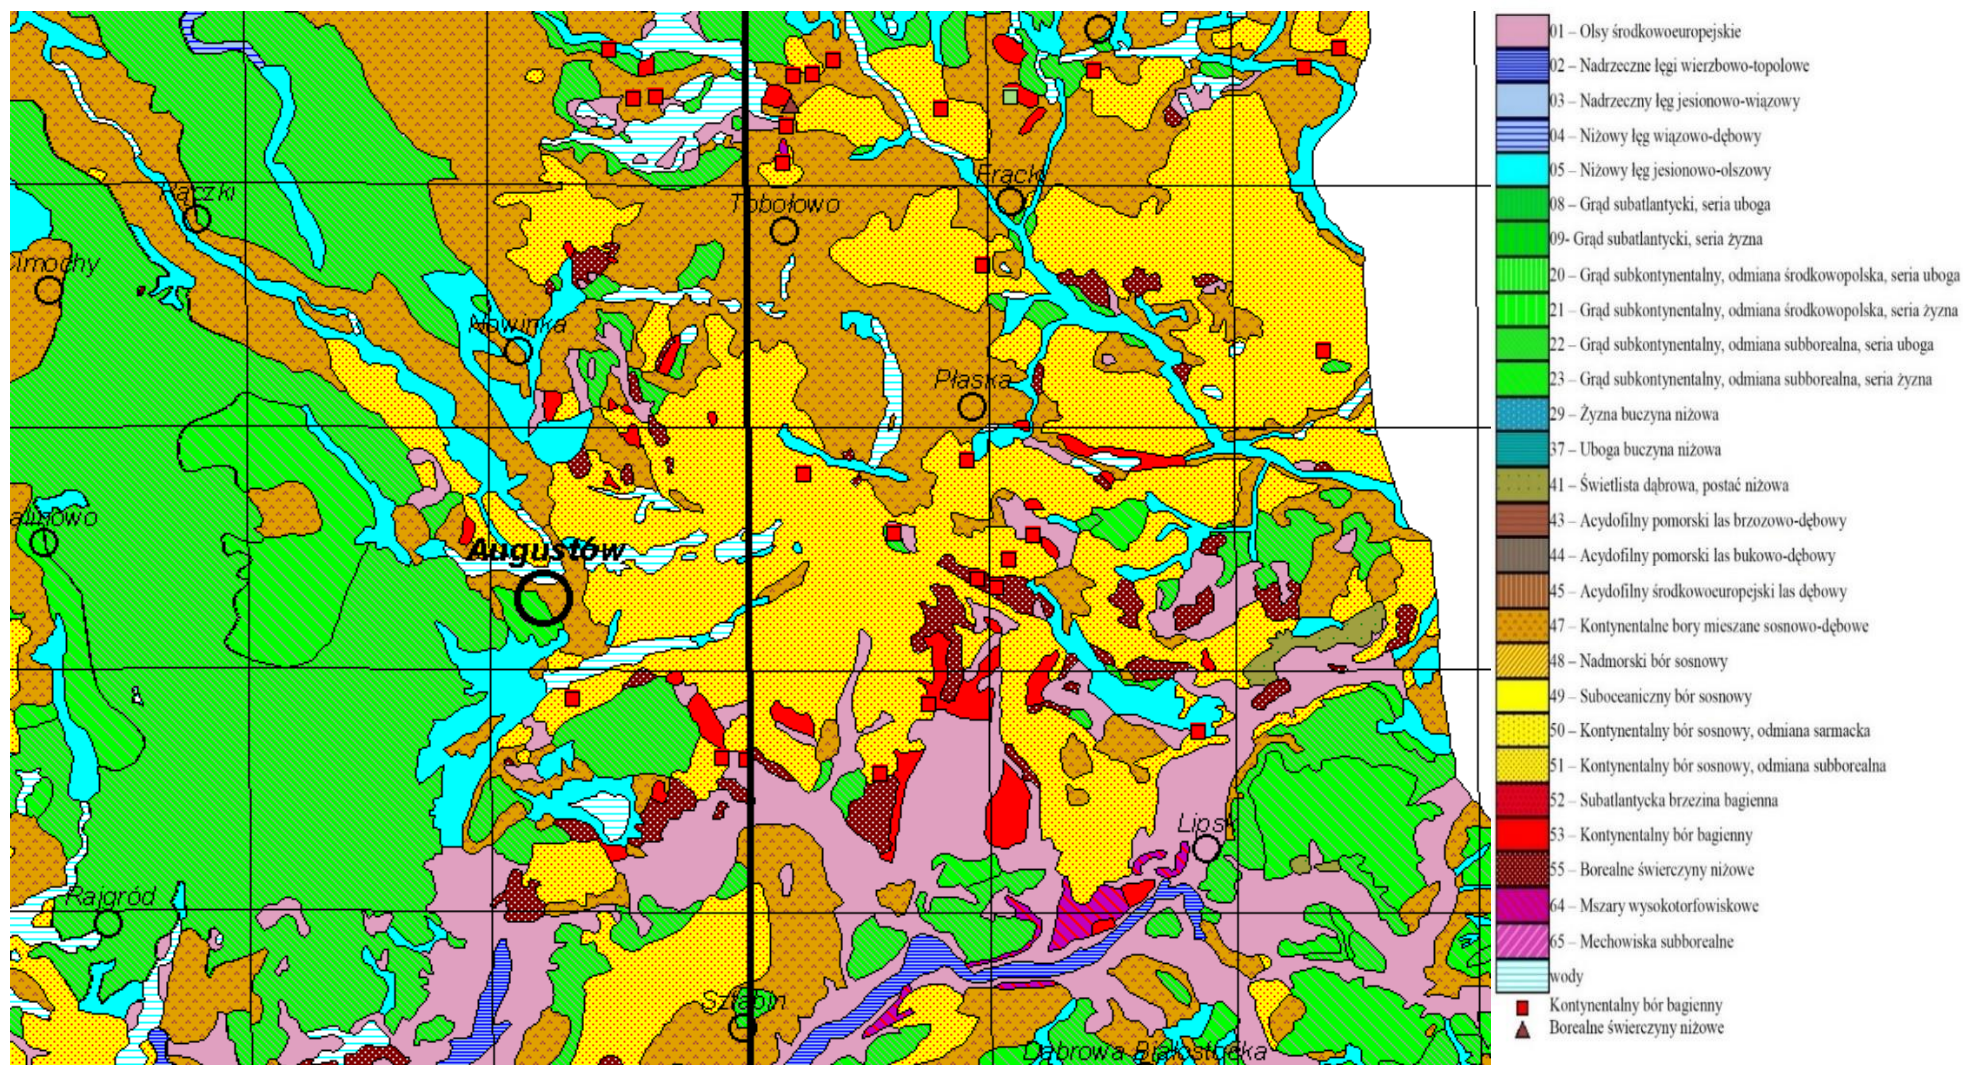 Frącki
Rączki
Tobołowo
Cimochy
Nowinka
Płaska
Kalinowo
Augustów
Lipsk
Rajgród
Sztabin
Dąbrowa Białostocka
01 – Olsy środkowoeuropejskie
02 – Nadrzeczne łęgi wierzbowo-topolowe
03 – Nadrzeczny łęg jesionowo-wiązowy
04 – Niżowy łęg wiązowo-dębowy
05 – Niżowy łęg jesionowo-olszowy
08 – Grąd subatlantycki, seria uboga
09- Grąd subatlantycki, seria żyzna
20 – Grąd subkontynentalny, odmiana środkowopolska, seria uboga
21 – Grąd subkontynentalny, odmiana środkowopolska, seria żyzna
22 – Grąd subkontynentalny, odmiana subborealna, seria uboga
23 – Grąd subkontynentalny, odmiana subborealna, seria żyzna
29 – Żyzna buczyna niżowa
37 – Uboga buczyna niżowa
41 – Świetlista dąbrowa, postać niżowa
43 – Acydofilny pomorski las brzozowo-dębowy
44 – Acydofilny pomorski las bukowo-dębowy
45 – Acydofilny środkowoeuropejski las dębowy
47 – Kontynentalne bory mieszane sosnowo-dębowe
48 – Nadmorski bór sosnowy
49 – Suboceaniczny bór sosnowy
50 – Kontynentalny bór sosnowy, odmiana sarmacka
51 – Kontynentalny bór sosnowy, odmiana subborealna
52 – Subatlantycka brzezina bagienna
53 – Kontynentalny bór bagienny
55 – Borealne świerczyny niżowe
64 – Mszary wysokotorfowiskowe
65 – Mechowiska subborealne
wody
Kontynentalny bór bagienny
Borealne świerczyny niżowe